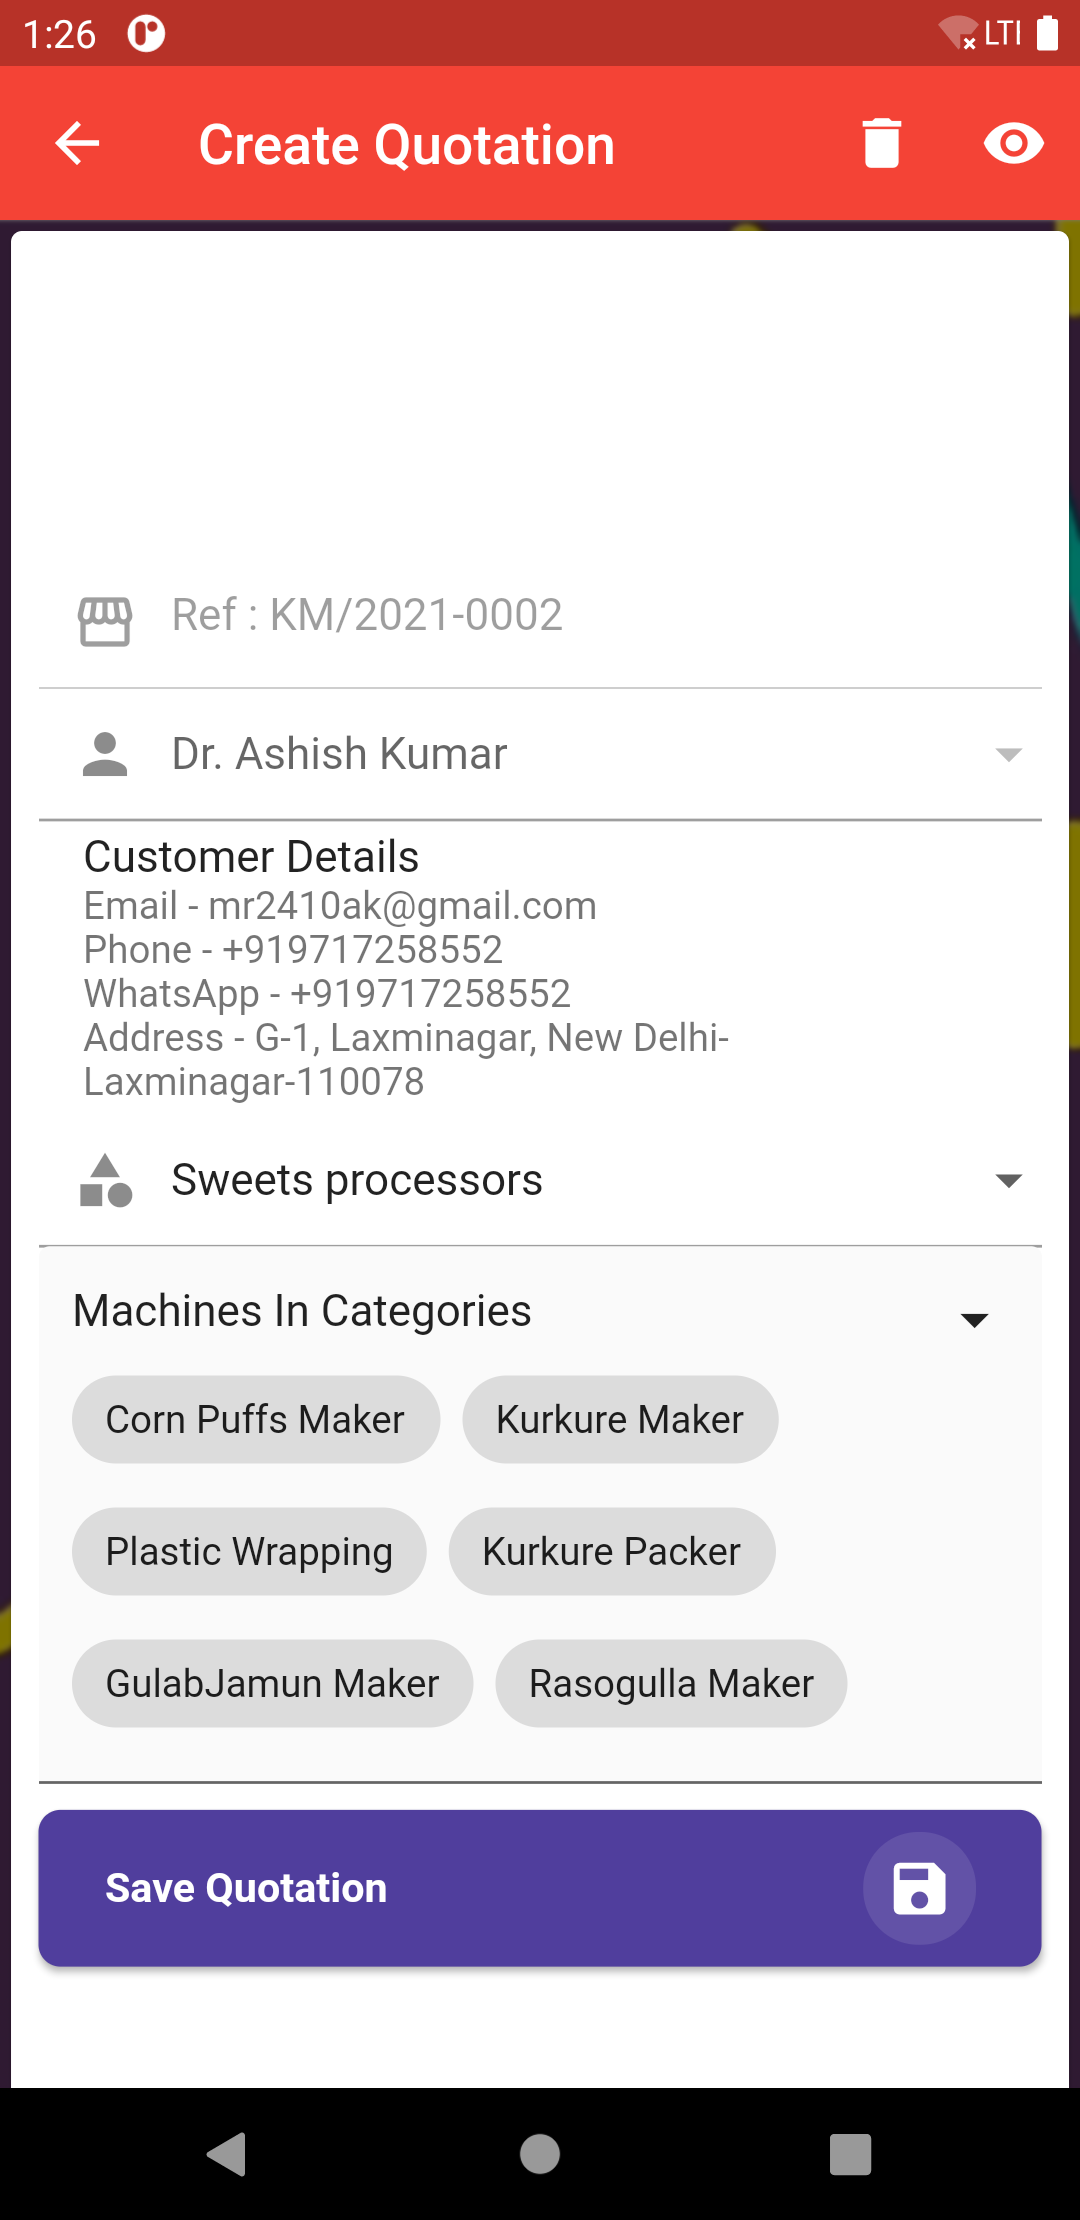 1:26
LTE
Create Quotation
Ref : KM/2021-0002
Dr. Ashish Kumar
Customer Details
Email - mr2410ak@gmail.com
Phone - +919717258552
WhatsApp - +919717258552
Address - G-1, Laxminagar, New Delhi-
Laxminagar-110078
Sweets processors
Machines In Categories
Corn Puffs Maker Kurkure Maker
Plastic Wrapping Kurkure Packer
GulabJamun Maker Rasogulla Maker
Save Quotation